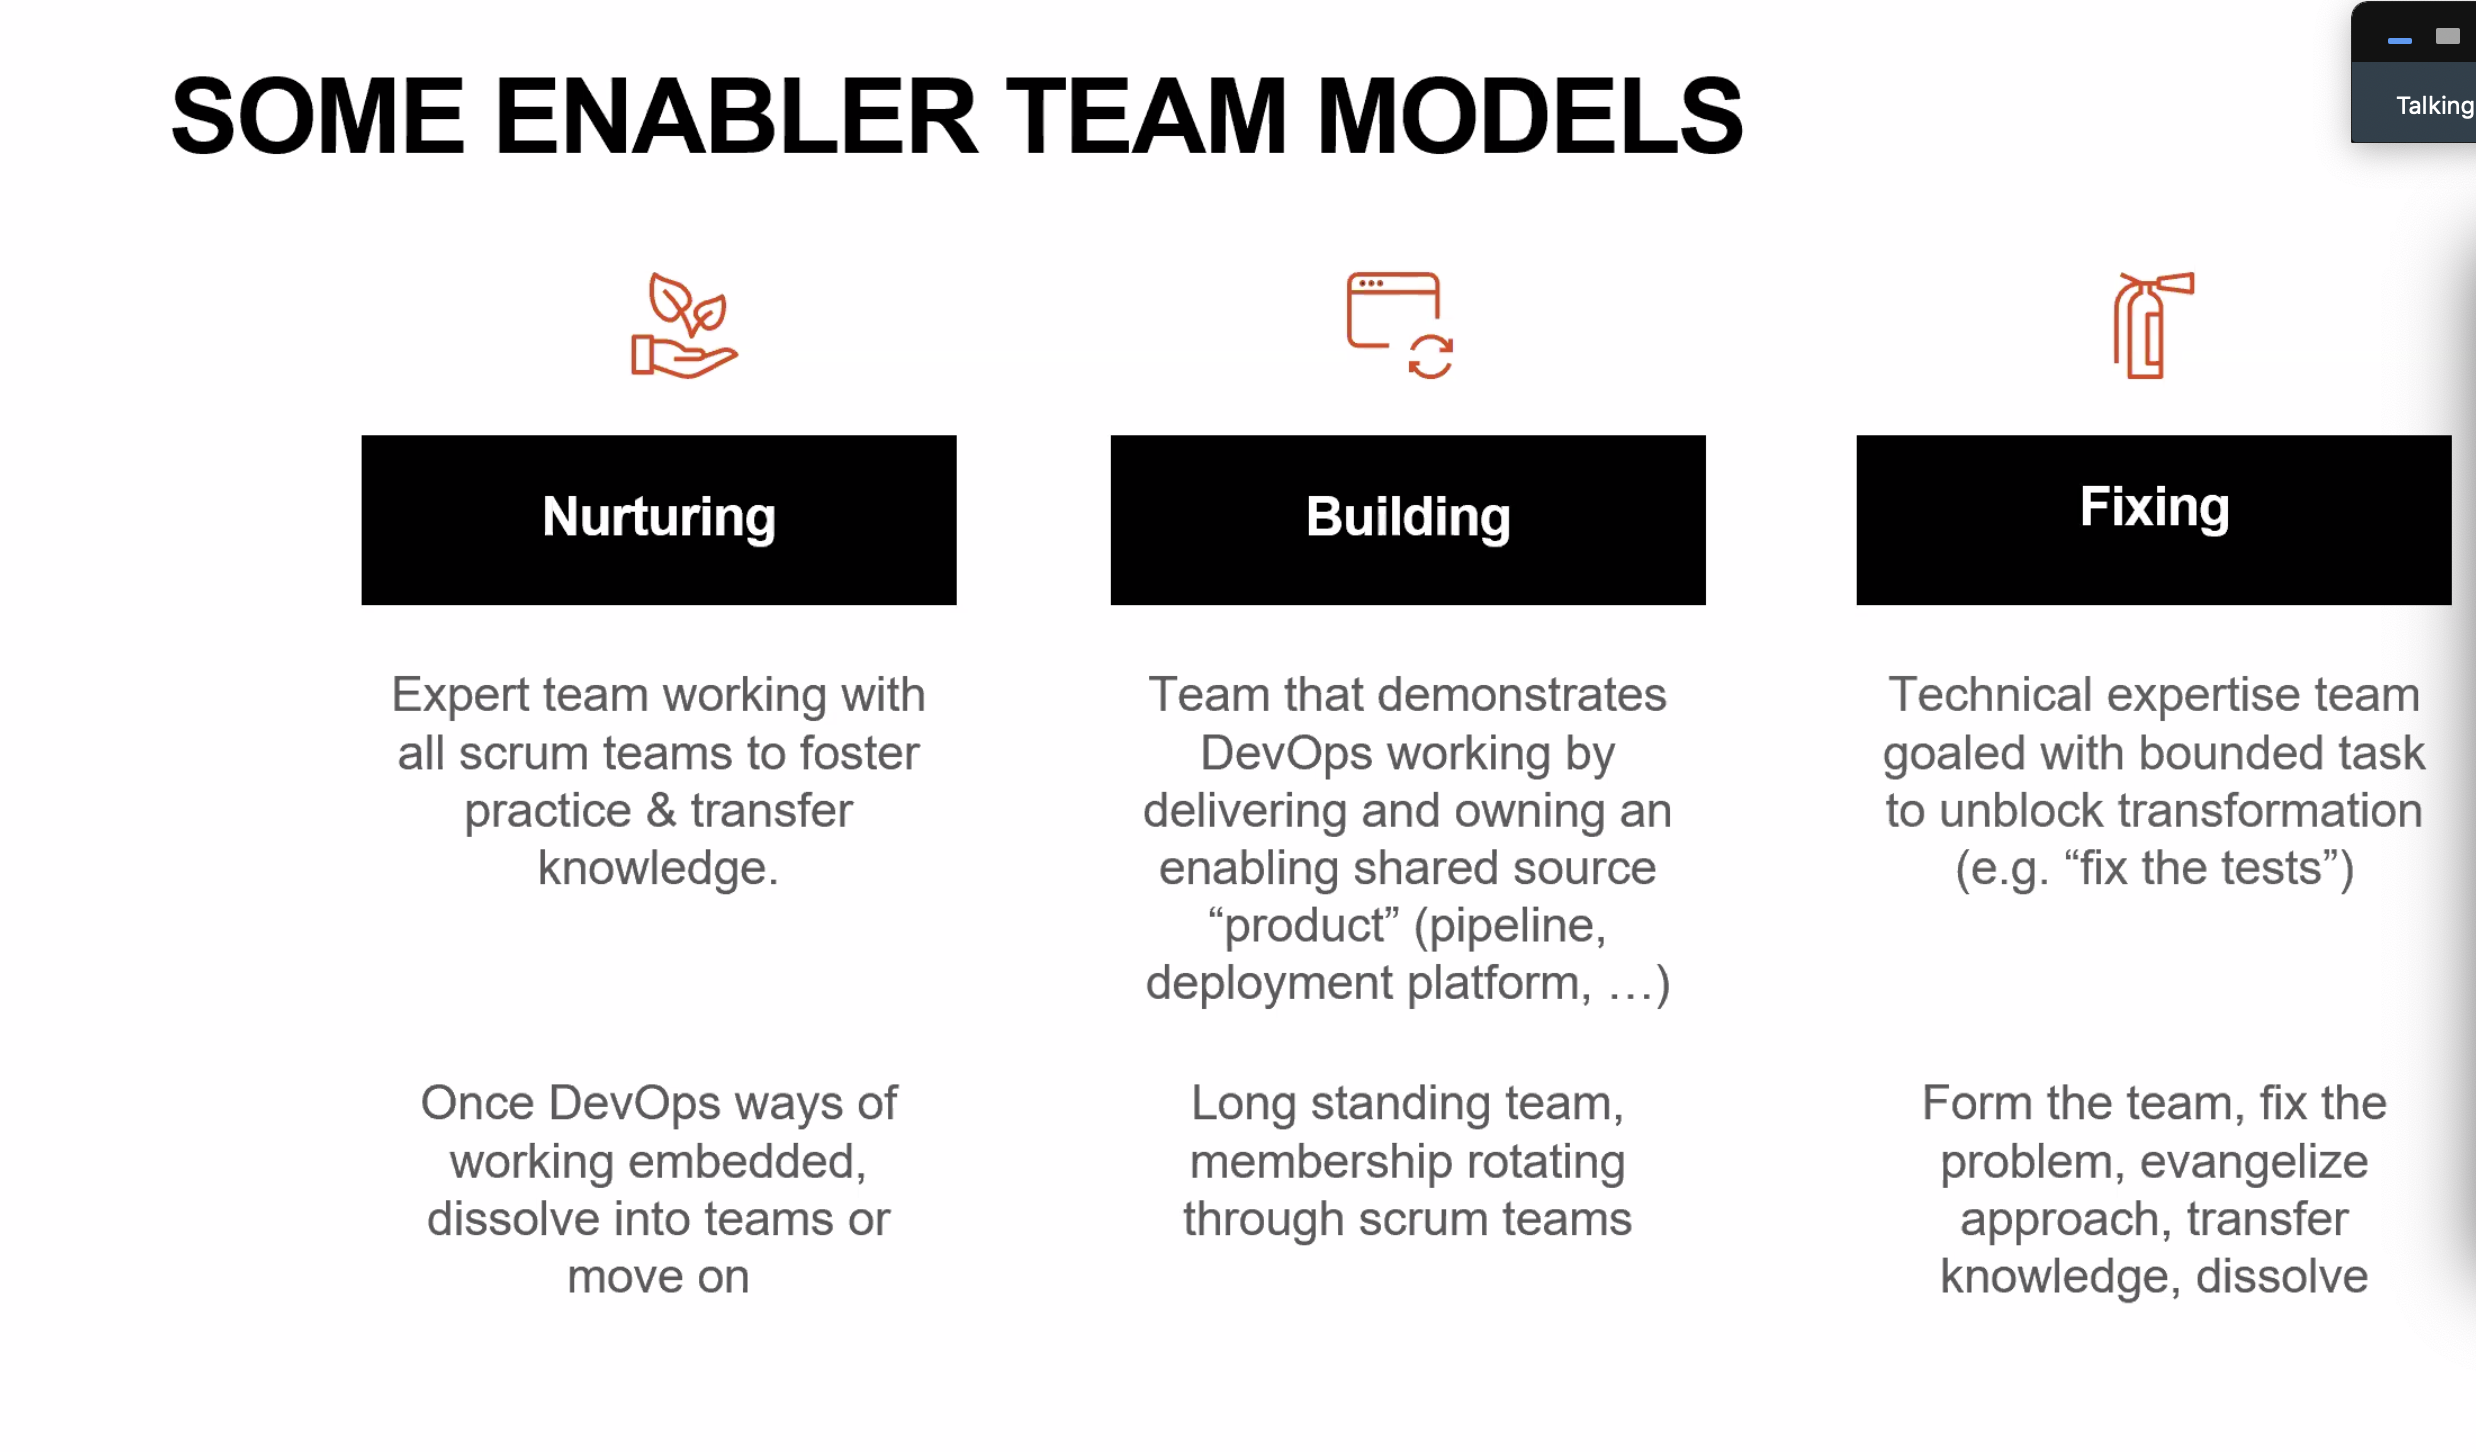 SOME ENABLER TEAM MODELS
Talking
Nurturing
Expert team working with
all scrum teams to foster
practice & transfer
knowledge.
Once DevOps ways of
working embedded,
dissolve into teams or
move on
Building
Team that demonstrates
DevOps working by
delivering and owning an
enabling shared source
“product” (pipeline,
deployment platform, …)
Long standing team,
membership rotating
through scrum teams
Fixing
Technical expertise team
goaled with bounded task
to unblock transformation
(e.g. “fix the tests”)
Form the team, fix the
problem, evangelize
approach, transfer
knowledge, dissolve